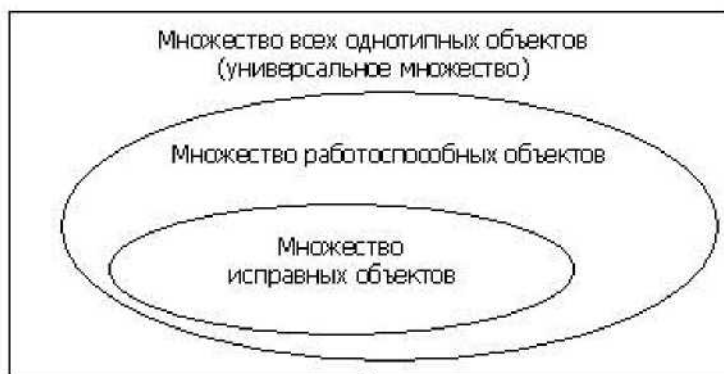 Множество всех однотипных объектов
(универсальное множество)
Множество работоспособных объектов
Множество
исправных объектов